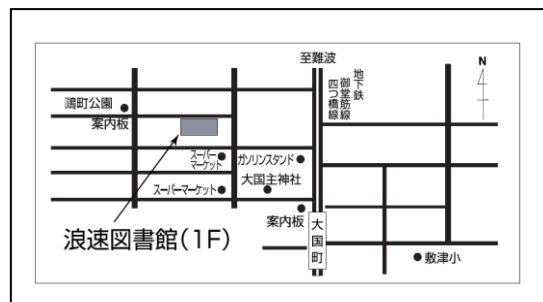 至難波
地下鉄
御堂筋線
四つ橋線
N
鴎町公園
案内板
スーパー
マーケット
ガソリンスタンド
大国主神社
スーパーマーケット
案内板
大国町
浪速図書館(1F)
敷津小